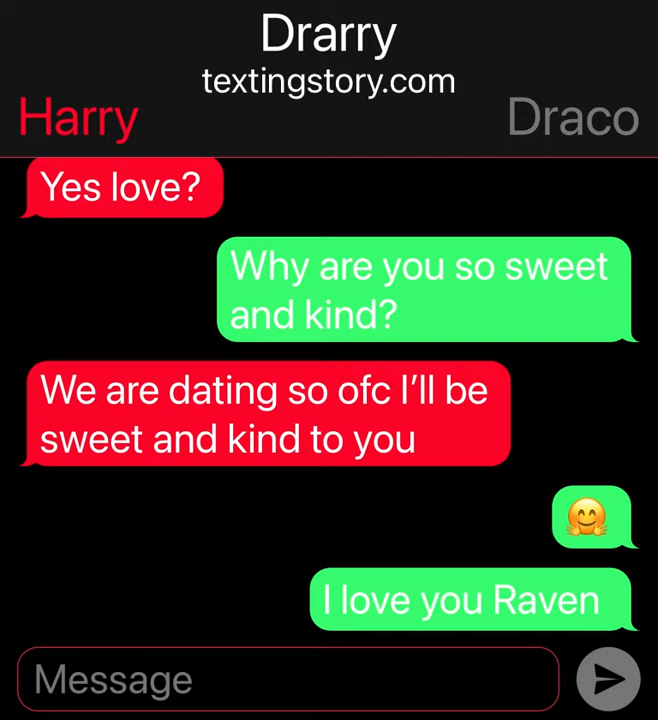 Drarry
textingstory.com
Harry
Draco
Yes love?
Why are you so sweet
and kind?
We are dating so ofc I'll be
sweet and kind to you
🤗
I love you Raven
Message